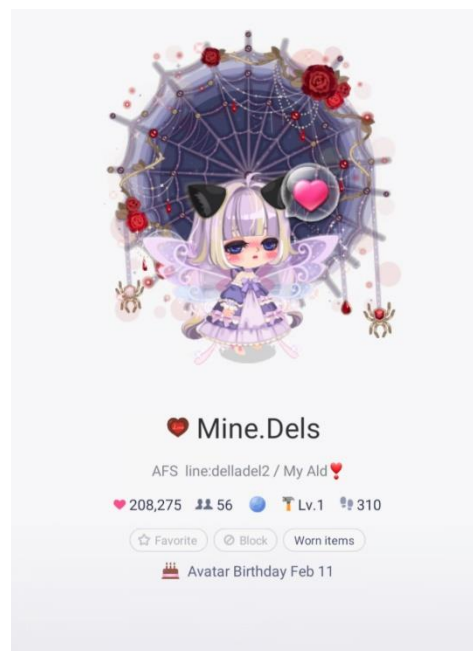 Mine.Dels
AFS line:delladel2 / My Ald❣️
208,275 56 Lv.1 310
Favorite Block Worn items
Avatar Birthday Feb 11